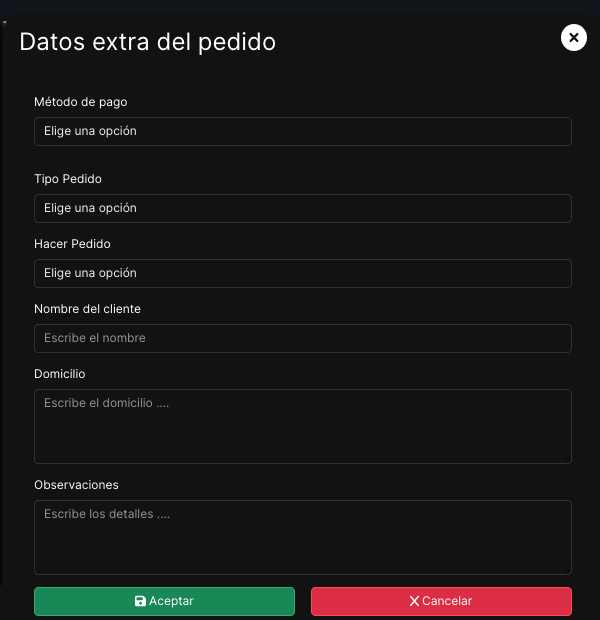 Datos extra del pedido
Método de pago
Elige una opción
Tipo Pedido
Elige una opción
Hacer Pedido
Elige una opción
Nombre del cliente
Escribe el nombre
Domicilio
Escribe el domicilio ....
Observaciones
Escribe los detalles ....
Aceptar
Cancelar